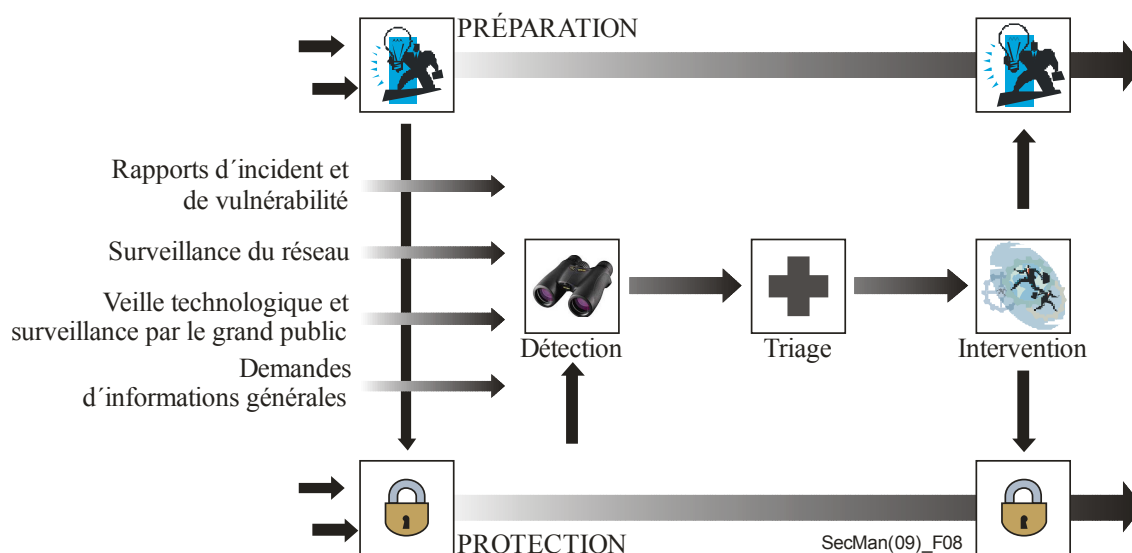 PRÉPARATION
Rapports d´incident et
de vulnérabilité
Surveillance du réseau
Veille technologique et
surveillance par le grand public
Demandes
d´informations générales
Détection
Triage
Intervention
PROTECTION
SecMan(09)_F08